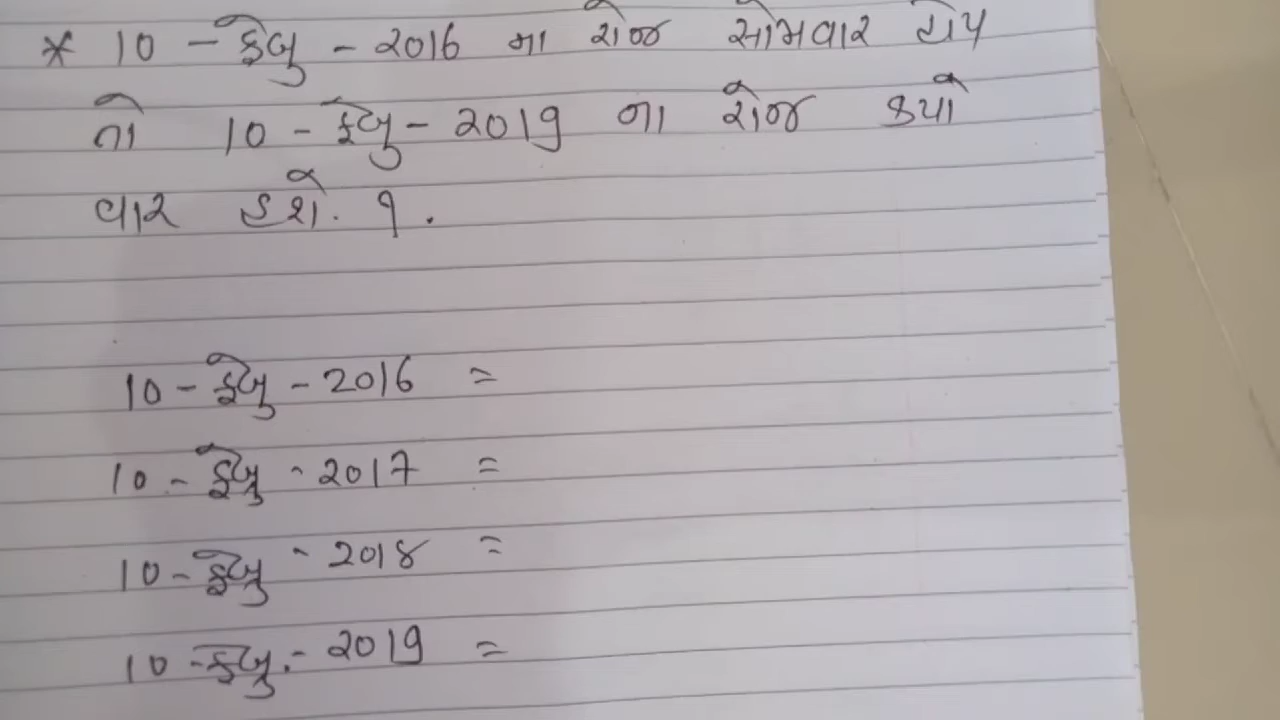 * 10 - ફેબ્રુ - 2016 ના રોજ સોમવાર હોય
તો 10 - ફેબ્રુ - 2019 ના રોજ કયો
વાર હશે. ?.
10 - ફેબ્રુ - 2016 =
10 - ફેબ્રુ - 2017 =
10 - ફેબ્રુ - 2018 =
10 - ફેબ્રુ. - 2019 =